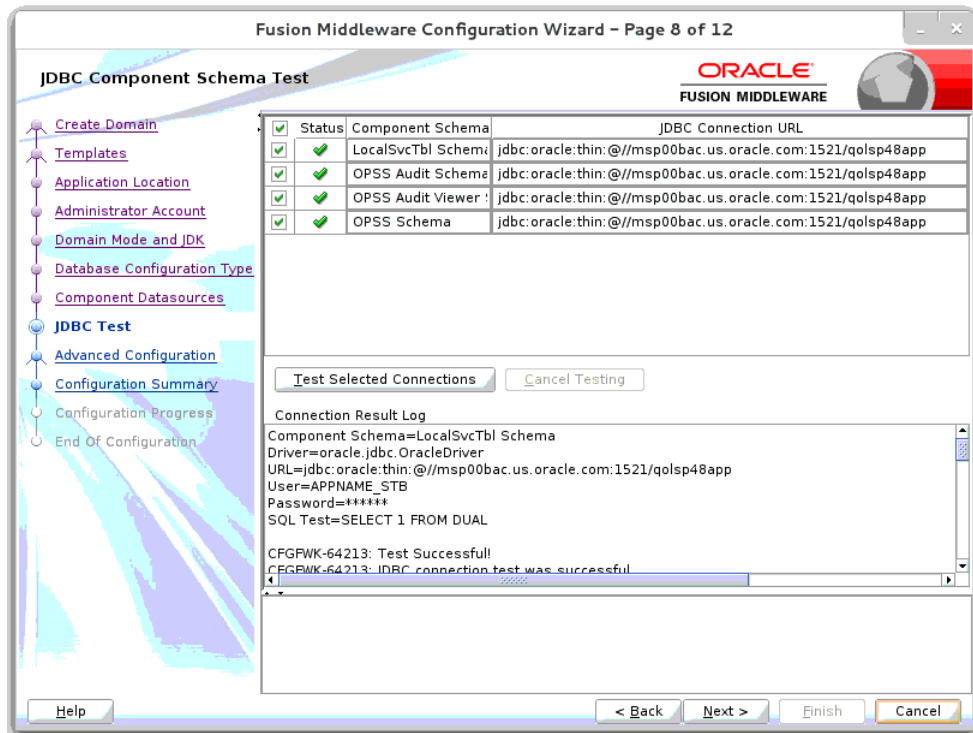 Fusion Middleware Configuration Wizard – Page 8 of 12
JDBC Component Schema Test
ORACLE
FUSION MIDDLEWARE
Create Domain
Templates
Application Location
Administrator Account
Domain Mode and JDK
Database Configuration Type
Component Datasources
JDBC Test
Advanced Configuration
Configuration Summary
Configuration Progress
End Of Configuration
Status Component Schema JDBC Connection URL
LocalSvcTbl Schema jdbc:oracle:thin:@//msp00bac.us.oracle.com:1521/qolsp48app
OPSS Audit Schema jdbc:oracle:thin:@//msp00bac.us.oracle.com:1521/qolsp48app
OPSS Audit Viewer jdbc:oracle:thin:@//msp00bac.us.oracle.com:1521/qolsp48app
OPSS Schema jdbc:oracle:thin:@//msp00bac.us.oracle.com:1521/qolsp48app
Test Selected Connections Cancel Testing
Connection Result Log
Component Schema=LocalSvcTbl Schema
Driver=oracle.jdbc.OracleDriver
URL=jdbc:oracle:thin:@//msp00bac.us.oracle.com:1521/qolsp48app
User=APPNAME_STB
Password=******
SQL Test=SELECT 1 FROM DUAL
CFGFWK-64213: Test Successful!
CFGFWK-64213: JDBC connection test was successful
Help < Back Next > Finish Cancel